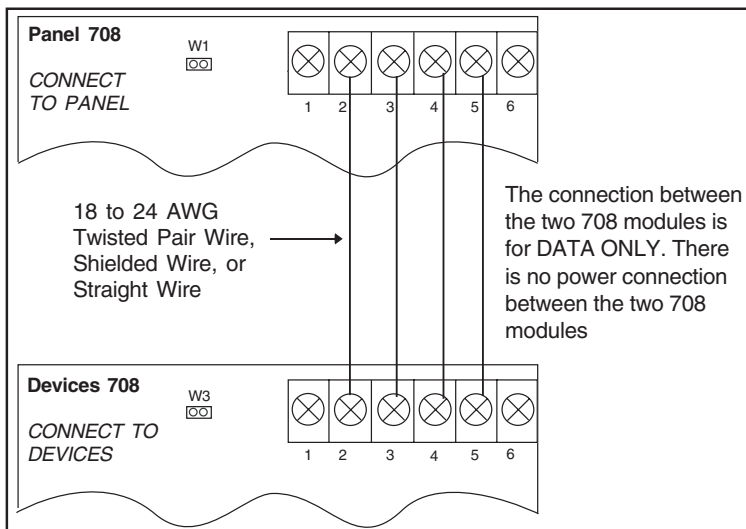 Panel 708
W1
CONNECT
TO PANEL
1 2 3 4 5 6
18 to 24 AWG
Twisted Pair Wire,
Shielded Wire, or
Straight Wire
The connection between
the two 708 modules is
for DATA ONLY. There
is no power connection
between the two 708
modules
Devices 708
W3
CONNECT TO
DEVICES
1 2 3 4 5 6